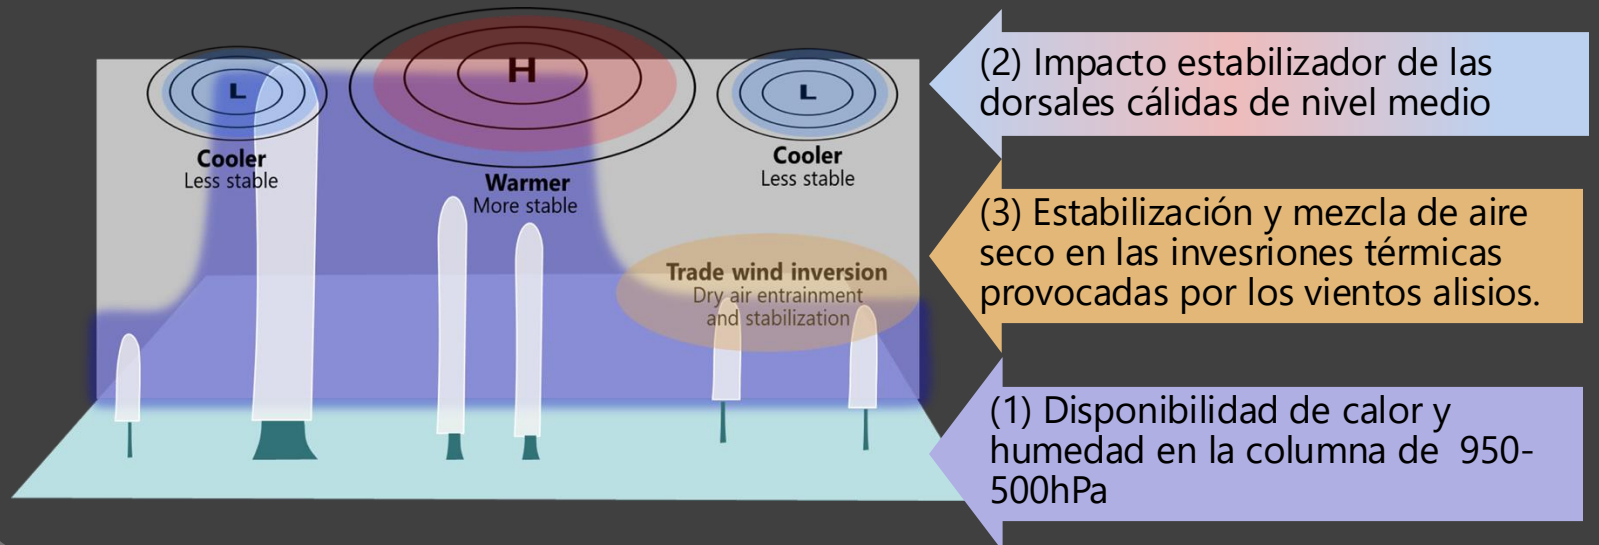 L
H
L
Cooler
Less stable
Warmer
More stable
Cooler
Less stable
Trade wind inversion
Dry air entrainment
and stabilization
(2) Impacto estabilizador de las
dorsales cálidas de nivel medio
(3) Estabilización y mezcla de aire
seco en las invesriones térmicas
provocadas por los vientos alisios.
(1) Disponibilidad de calor y
humedad en la columna de 950-
500hPa